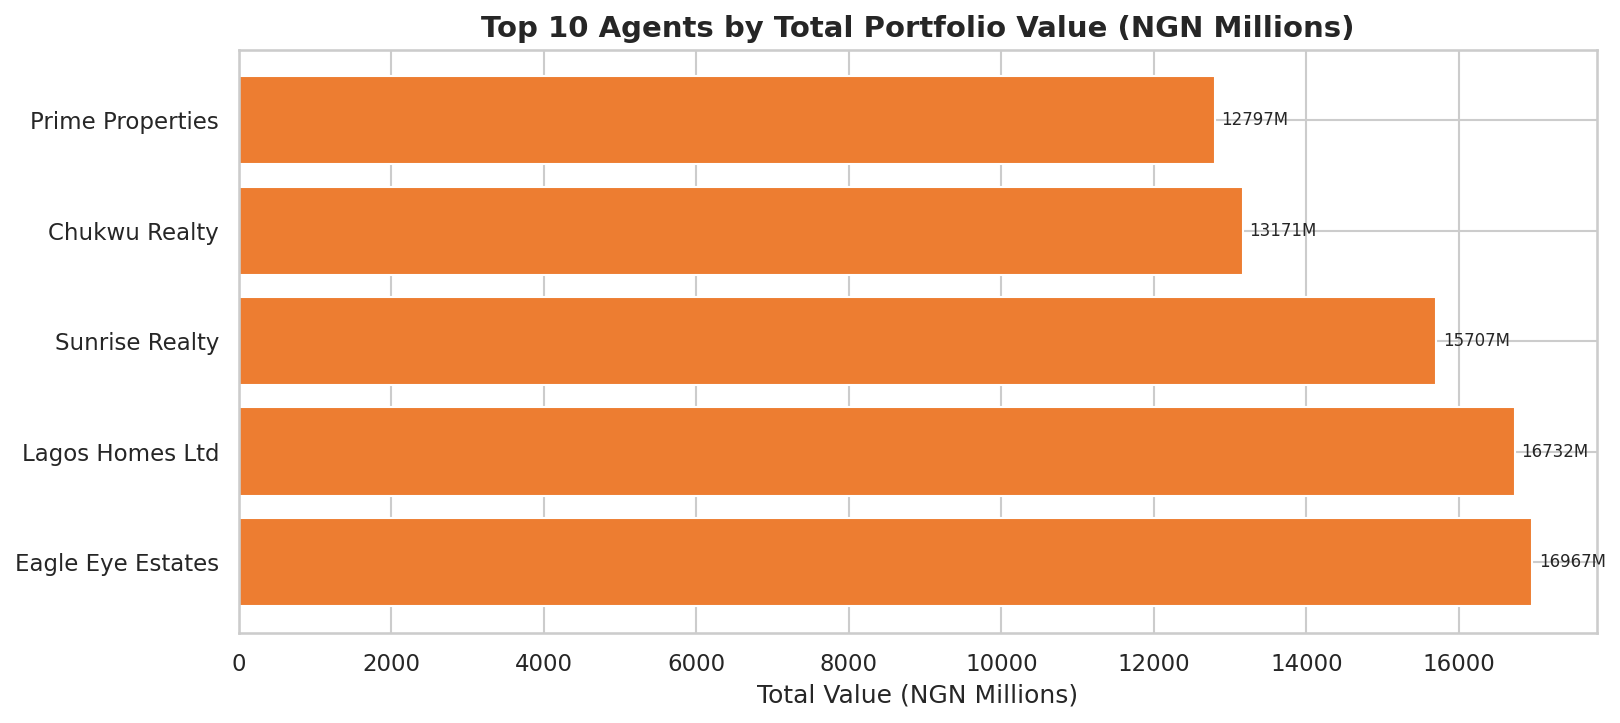 Top 10 Agents by Total Portfolio Value (NGN Millions)
Prime Properties
12797M
Chukwu Realty
13171M
Sunrise Realty
15707M
Lagos Homes Ltd
16732M
Eagle Eye Estates
16967M
0 2000 4000 6000 8000 10000 12000 14000 16000
Total Value (NGN Millions)